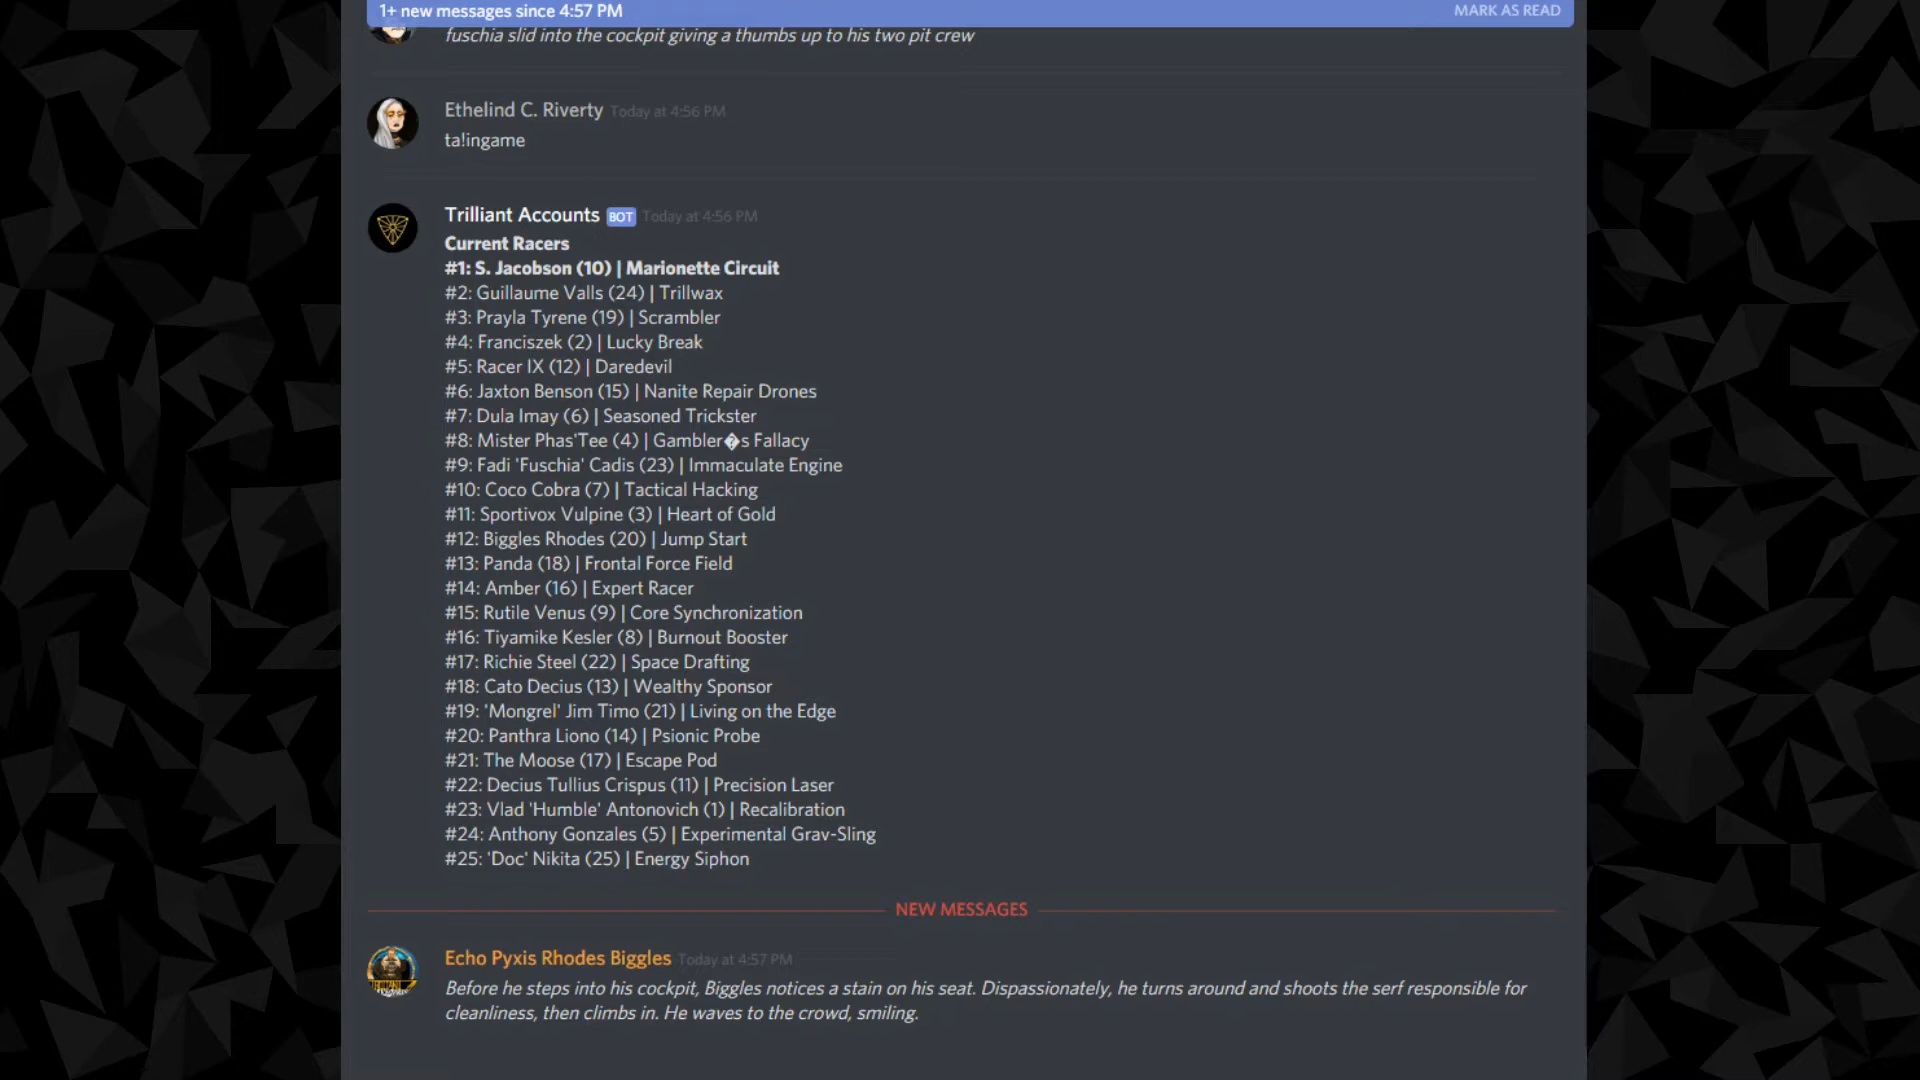 1+ new messages since 4:57 PM
MARK AS READ
fuschia slid into the cockpit giving a thumbs up to his two pit crew
Ethelind C. Riverty Today at 4:56 PM
ta!ingame
Trilliant Accounts BOT Today at 4:56 PM
Current Racers
#1: S. Jacobson (10) | Marionette Circuit
#2: Guillaume Valls (24) | Trillwax
#3: Prayla Tyrene (19) | Scrambler
#4: Franciszek (2) | Lucky Break
#5: Racer IX (12) | Daredevil
#6: Jaxton Benson (15) | Nanite Repair Drones
#7: Dula Imay (6) | Seasoned Trickster
#8: Mister Phas'Tee (4) | Gambler�s Fallacy
#9: Fadi 'Fuschia' Cadis (23) | Immaculate Engine
#10: Coco Cobra (7) | Tactical Hacking
#11: Sportivox Vulpine (3) | Heart of Gold
#12: Biggles Rhodes (20) | Jump Start
#13: Panda (18) | Frontal Force Field
#14: Amber (16) | Expert Racer
#15: Rutile Venus (9) | Core Synchronization
#16: Tiyamike Kesler (8) | Burnout Booster
#17: Richie Steel (22) | Space Drafting
#18: Cato Decius (13) | Wealthy Sponsor
#19: 'Mongrel' Jim Timo (21) | Living on the Edge
#20: Panthra Liono (14) | Psionic Probe
#21: The Moose (17) | Escape Pod
#22: Decius Tullius Crispus (11) | Precision Laser
#23: Vlad 'Humble' Antonovich (1) | Recalibration
#24: Anthony Gonzales (5) | Experimental Grav-Sling
#25: 'Doc' Nikita (25) | Energy Siphon
NEW MESSAGES
Echo Pyxis Rhodes Biggles Today at 4:57 PM
Before he steps into his cockpit, Biggles notices a stain on his seat. Dispassionately, he turns around and shoots the serf responsible for
cleanliness, then climbs in. He waves to the crowd, smiling.